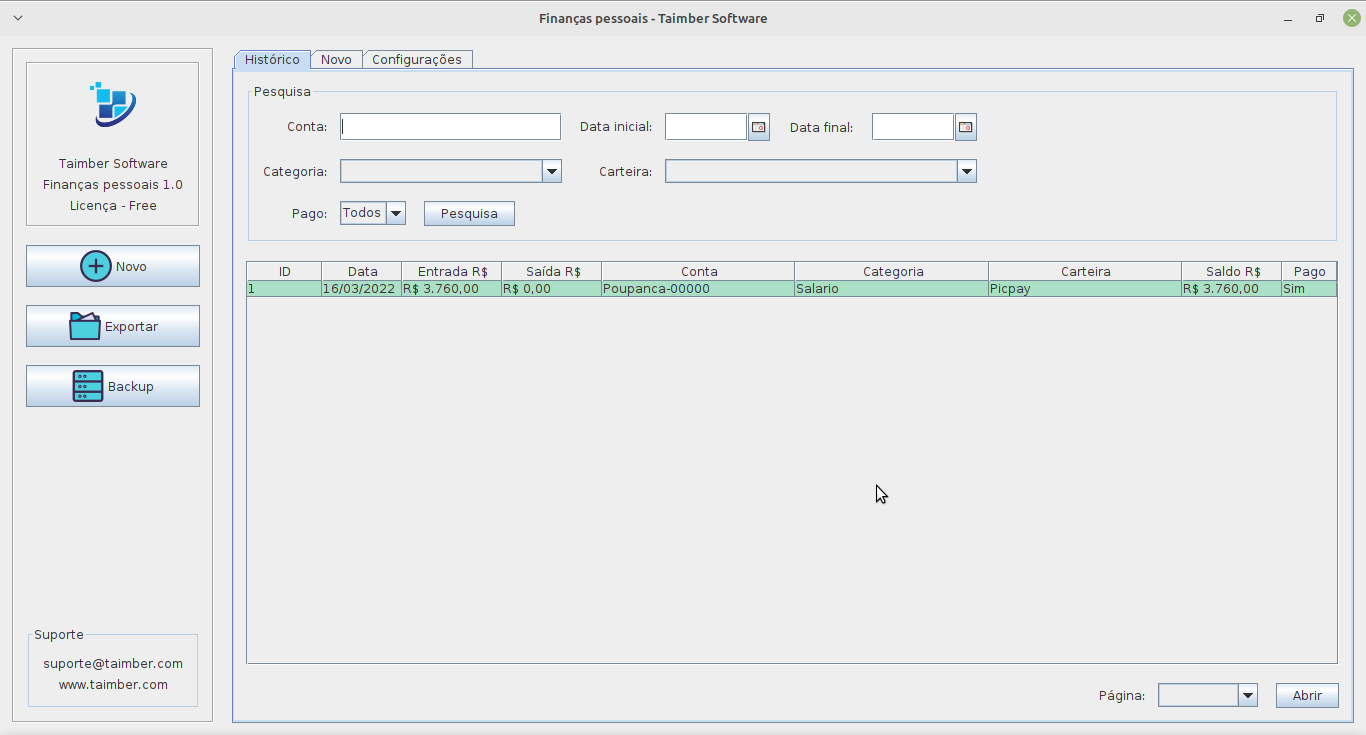 Finanças pessoais - Taimber Software
Taimber Software
Finanças pessoais 1.0
Licença - Free
Novo
Exportar
Backup
Suporte
suporte@taimber.com
www.taimber.com
Histórico Novo Configurações
Pesquisa
Conta: Data inicial: Data final:
Categoria: Carteira:
Pago: Todos Pesquisa
ID Data Entrada R$ Saída R$ Conta Categoria Carteira Saldo R$ Pago
1 16/03/2022 R$ 3.760,00 R$ 0,00 Poupanca-00000 Salario Picpay R$ 3.760,00 Sim
Página: Abrir